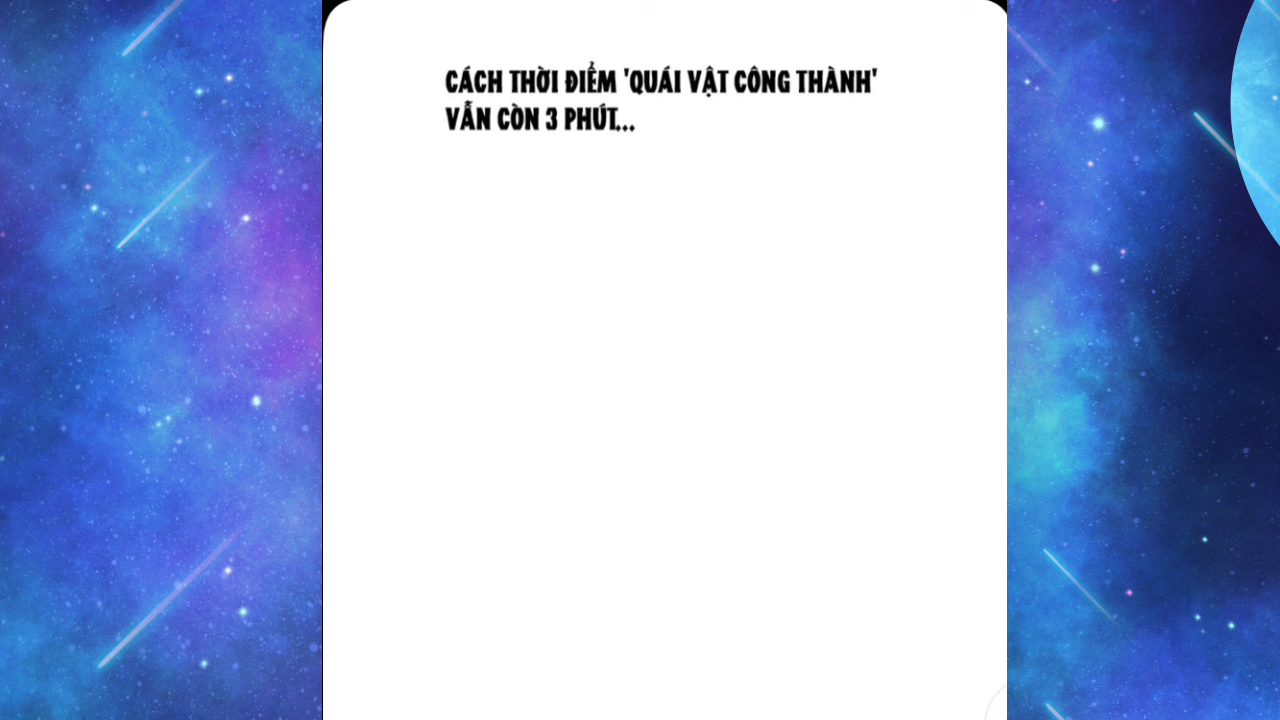 CÁCH THỜI ĐIỂM 'QUÁI VẬT CÔNG THÀNH'
VẪN CÒN 3 PHÚT...